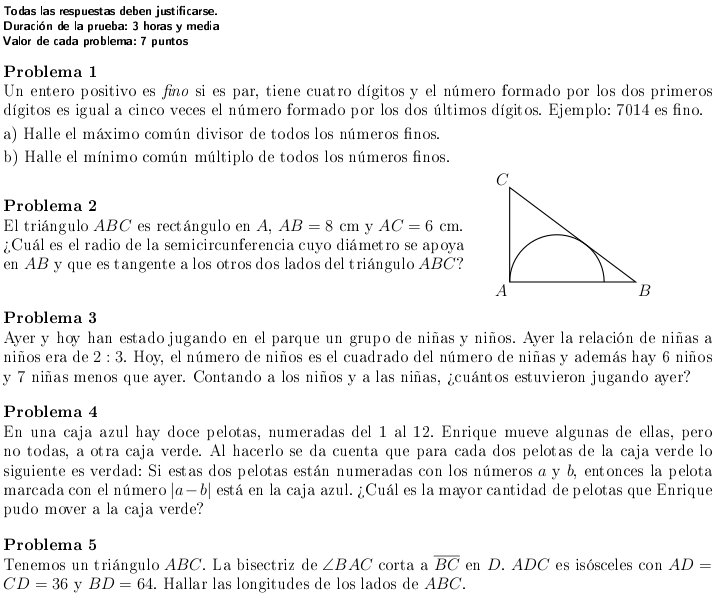 Todas las respuestas deben justificarse.
Duración de la prueba: 3 horas y media
Valor de cada problema: 7 puntos
Problema 1
Un entero positivo es fino si es par, tiene cuatro dígitos y el número formado por los dos primeros
dígitos es igual a cinco veces el número formado por los dos últimos dígitos. Ejemplo: 7014 es fino.
a) Halle el máximo común divisor de todos los números finos.
b) Halle el mínimo común múltiplo de todos los números finos.
Problema 2
El triángulo ABC es rectángulo en A, AB = 8 cm y AC = 6 cm.
¿Cuál es el radio de la semicircunferencia cuyo diámetro se apoya
en AB y que es tangente a los otros dos lados del triángulo ABC?
C
A
B
Problema 3
Ayer y hoy han estado jugando en el parque un grupo de niñas y niños. Ayer la relación de niñas a
niños era de 2 : 3. Hoy, el número de niños es el cuadrado del número de niñas y además hay 6 niños
y 7 niñas menos que ayer. Contando a los niños y a las niñas, ¿cuántos estuvieron jugando ayer?
Problema 4
En una caja azul hay doce pelotas, numeradas del 1 al 12. Enrique mueve algunas de ellas, pero
no todas, a otra caja verde. Al hacerlo se da cuenta que para cada dos pelotas de la caja verde lo
siguiente es verdad: Si estas dos pelotas están numeradas con los números a y b, entonces la pelota
marcada con el número |a−b| está en la caja azul. ¿Cuál es la mayor cantidad de pelotas que Enrique
pudo mover a la caja verde?
Problema 5
Tenemos un triángulo ABC. La bisectriz de ∠BAC corta a BC en D. ADC es isósceles con AD =
CD = 36 y BD = 64. Hallar las longitudes de los lados de ABC.